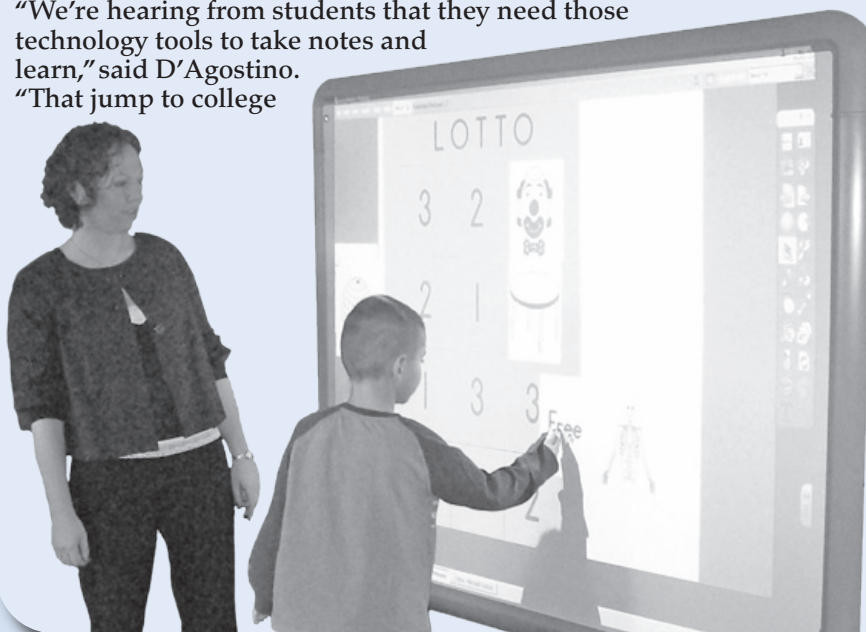 “We’re hearing from students that they need those
technology tools to take notes and
learn,” said D’Agostino.
“That jump to college
LOTTO
3 2
2 1
1 3 3
Free
2